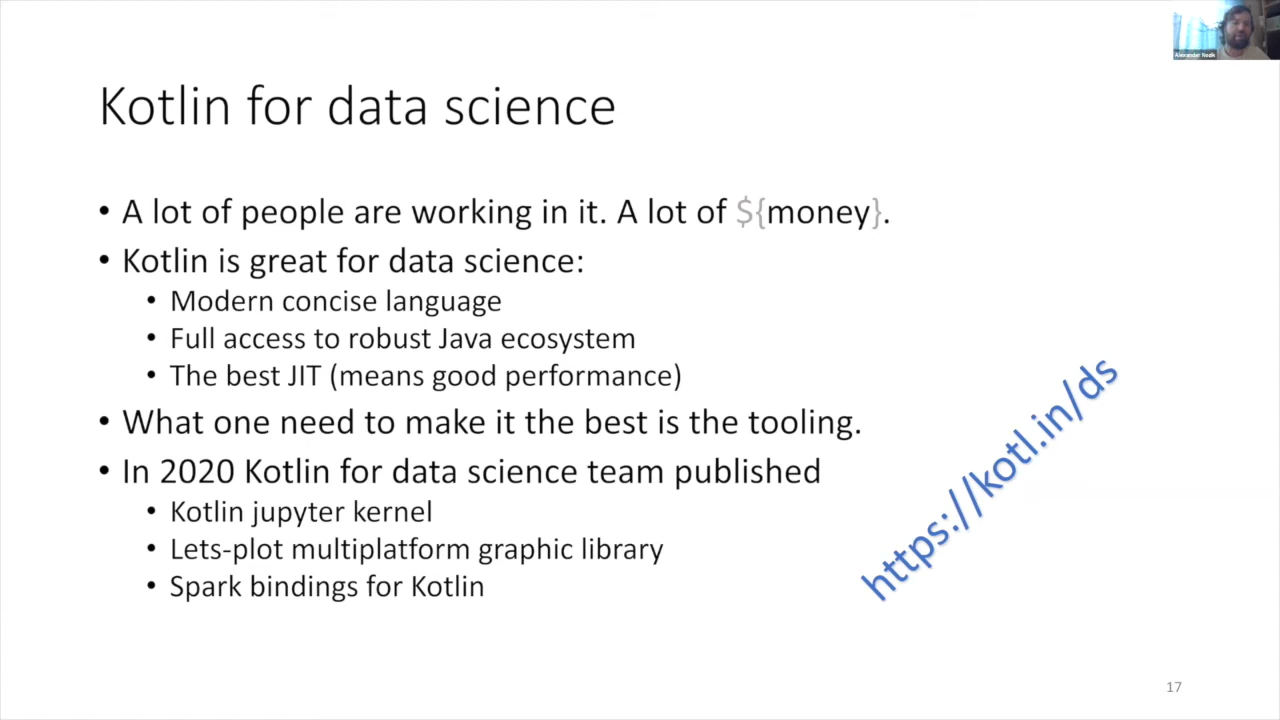 Alexander Nozik
Kotlin for data science
• A lot of people are working in it. A lot of ${money}.
• Kotlin is great for data science:
• Modern concise language
• Full access to robust Java ecosystem
• The best JIT (means good performance)
• What one need to make it the best is the tooling.
• In 2020 Kotlin for data science team published
• Kotlin jupyter kernel
• Lets-plot multiplatform graphic library
• Spark bindings for Kotlin
https://kotl.in/ds
17